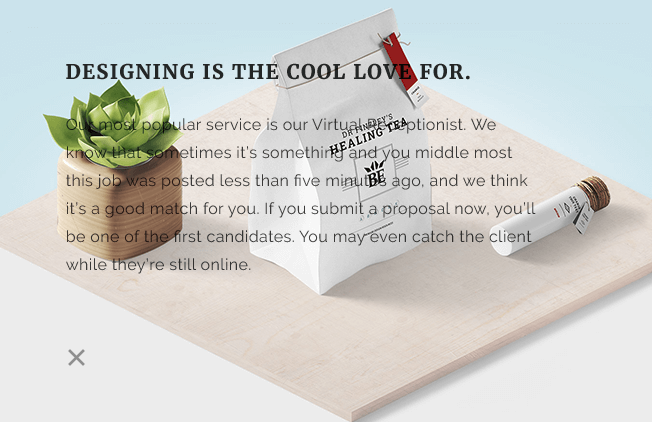 DESIGNING IS THE COOL LOVE FOR.
Our most popular service is our Virtual Receptionist. We
know that sometimes it's something and you middle most
this job was posted less than five minutes ago, and we think
it's a good match for you. If you submit a proposal now, you'll
be one of the first candidates. You may even catch the client
while they're still online.
HEALING TEA
BE